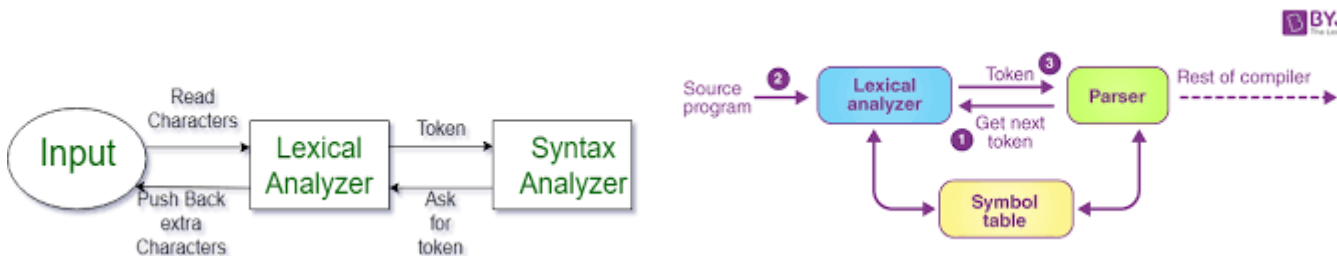 Read
Characters
Input
Lexical
Analyzer
Token
Syntax
Analyzer
Push Back
extra
Characters
Ask
for
token
Source
program
2
Lexical
analyzer
Token
3
Parser
Rest of compiler
1
Get next
token
Symbol
table